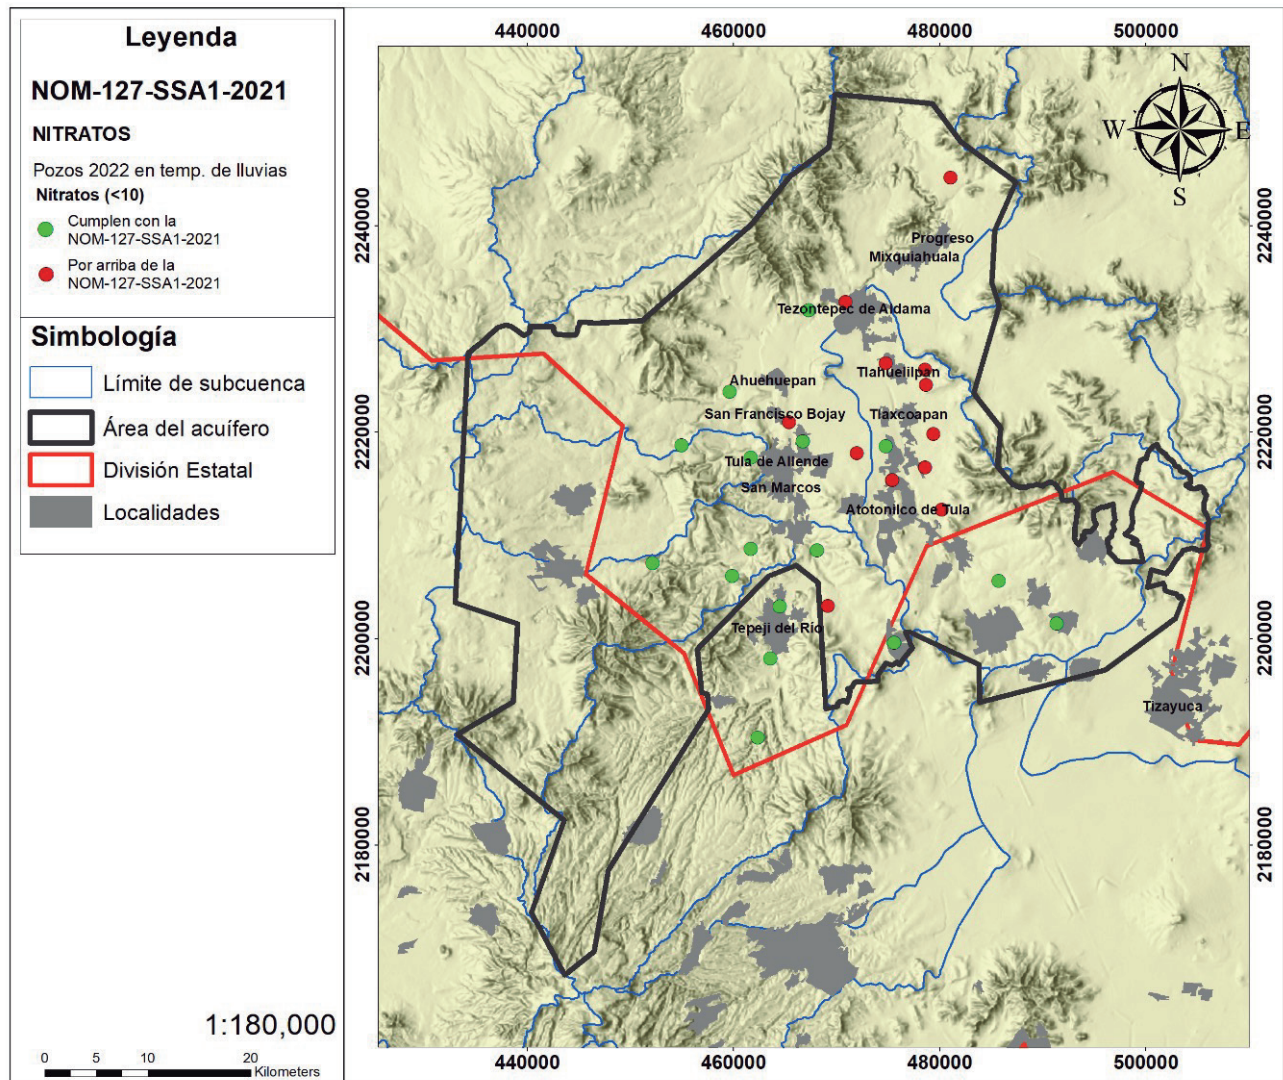 Leyenda
NOM-127-SSA1-2021
NITRATOS
Pozos 2022 en temp. de lluvias
Nitratos (<10)
Cumplen con la
NOM-127-SSA1-2021
Por arriba de la
NOM-127-SSA1-2021
Simbología
Límite de subcuenca
Área del acuífero
División Estatal
Localidades
1:180,000
0 5 10 20
Kilometers
440000 460000 480000 500000
N
W E
S
2240000 2240000
2220000 2220000
2200000 2200000
2180000 2180000
Progreso
Mixquiahuala
Tezontepec de Aldama
Tlahuelilpan
Ahuehuepan
San Francisco Bojay
Tlaxcoapan
Tula de Allende
San Marcos
Atotonilco de Tula
Tepeji del Río
Tizayuca
440000 460000 480000 500000